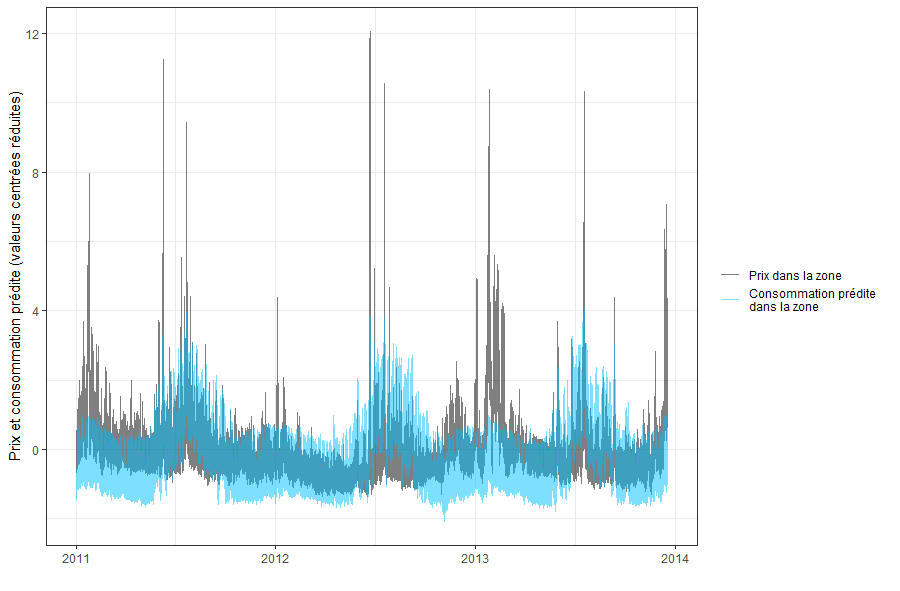 Prix et consommation prédite (valeurs centrées réduites)
12
8
4
0
2011
2012
2013
2014
Prix dans la zone
Consommation prédite
dans la zone